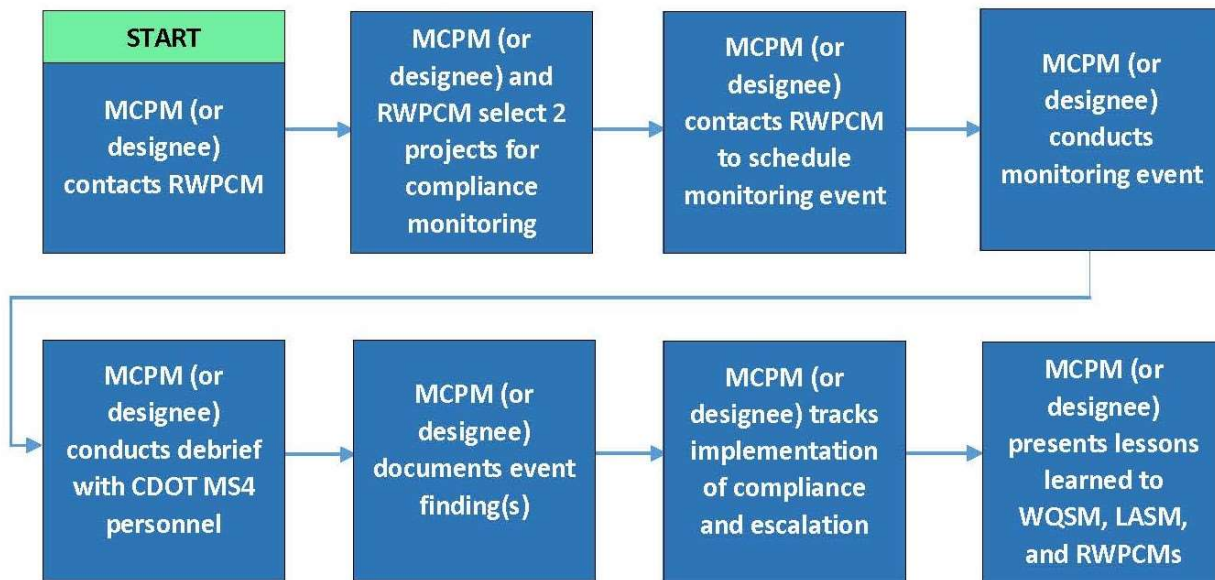 START
MCPM (or
designee)
contacts RWPCM
MCPM (or
designee) and
RWPCM select 2
projects for
compliance
monitoring
MCPM (or
designee)
contacts RWPCM
to schedule
monitoring event
MCPM (or
designee)
conducts
monitoring event
MCPM (or
designee)
conducts debrief
with CDOT MS4
personnel
MCPM (or
designee)
documents event
finding(s)
MCPM (or
designee) tracks
implementation
of compliance
and escalation
MCPM (or
designee)
presents lessons
learned to
WQSM, LASM,
and RWPCMs